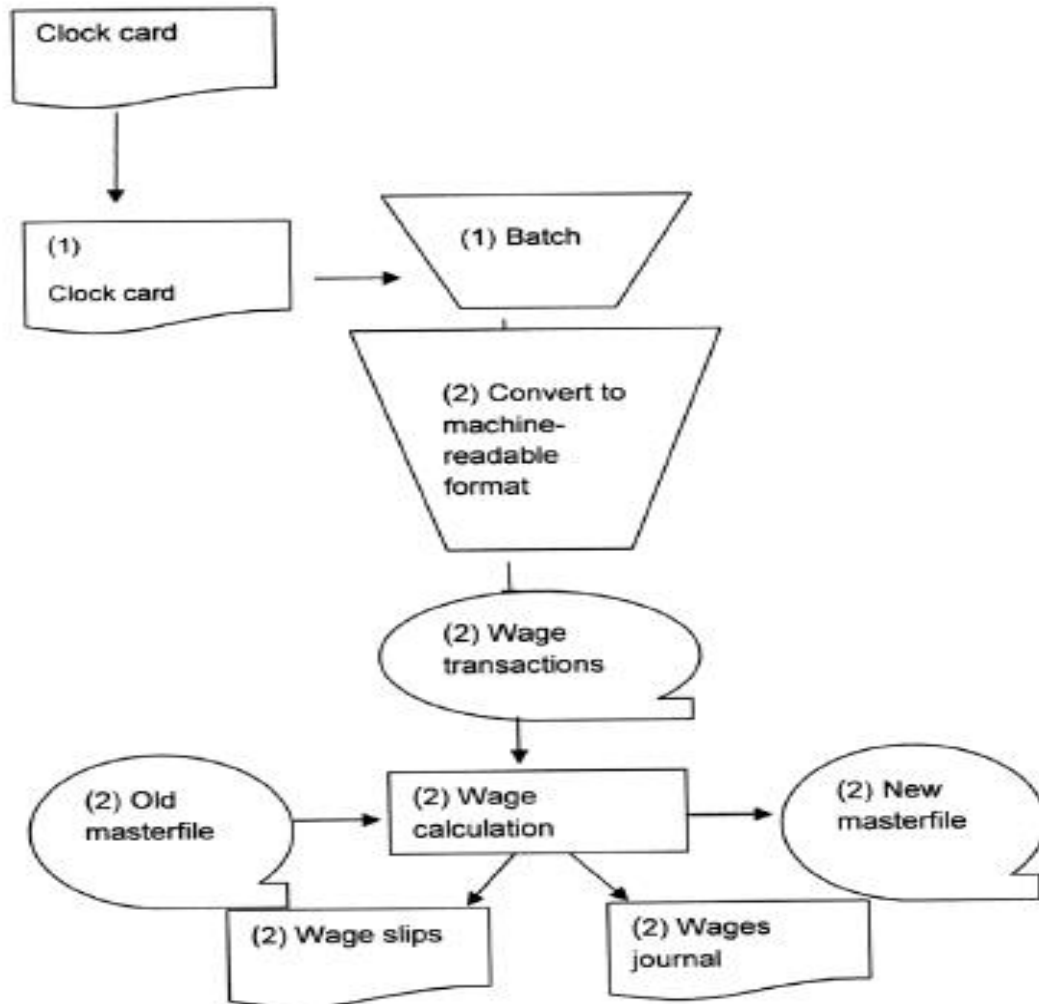 Clock card
(1)
Clock card
(1) Batch
(2) Convert to
machine-
readable
format
(2) Wage
transactions
(2) Old
masterfile
(2) Wage
calculation
(2) New
masterfile
(2) Wage slips
(2) Wages
journal